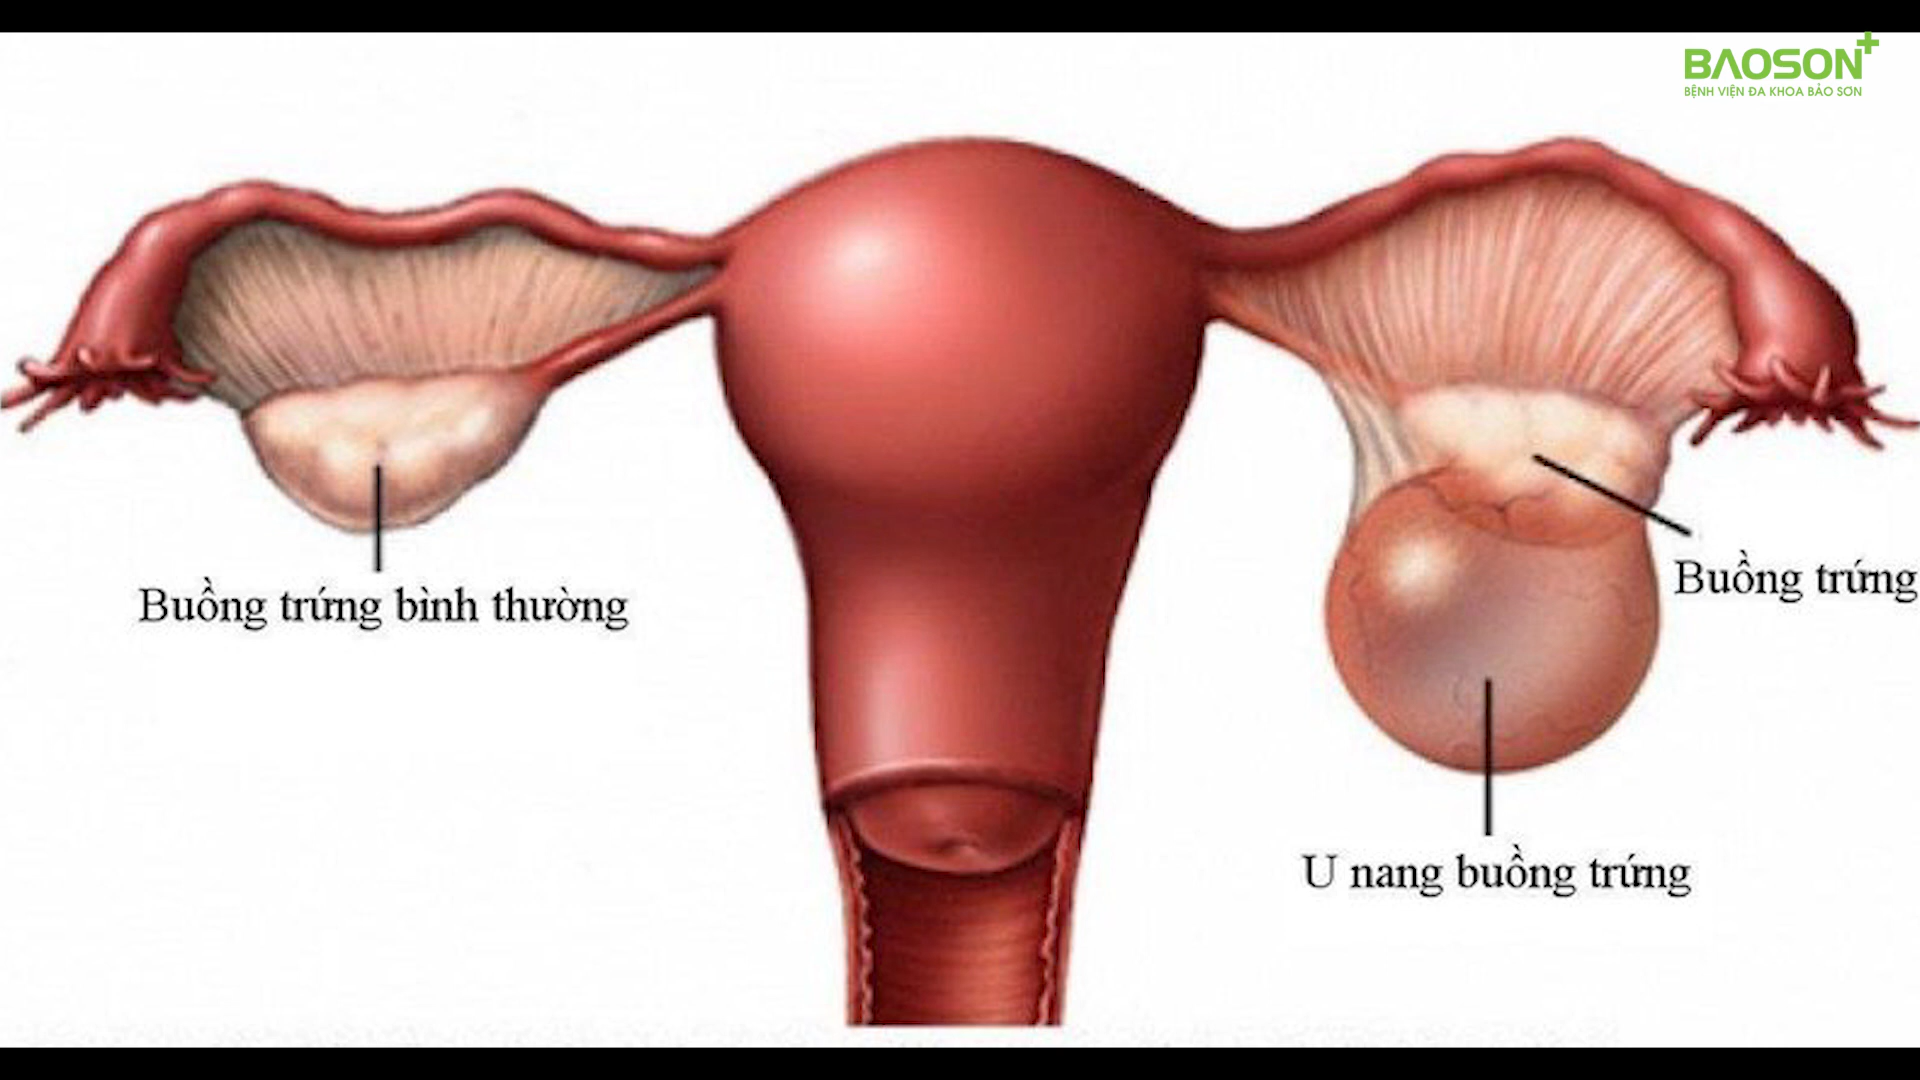 BAOSON+
BỆNH VIỆN ĐA KHOA BẢO SƠN
Buồng trứng
Buồng trứng bình thường
U nang buồng trứng